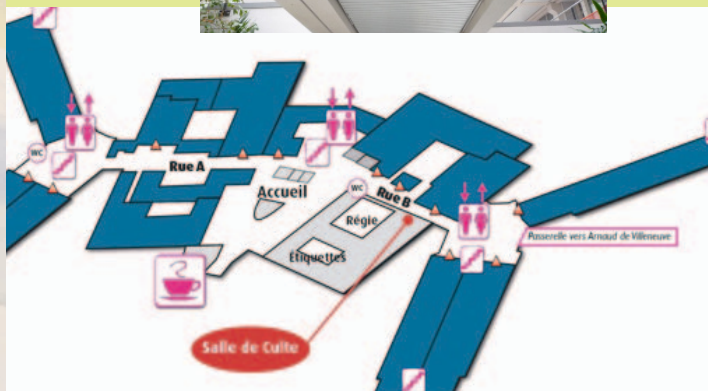 WC
Rue A
Accueil
WC
Rue B
Régie
Etiquettes
Passerelle vers Arnaud de Villeneuve
Salle de Culte